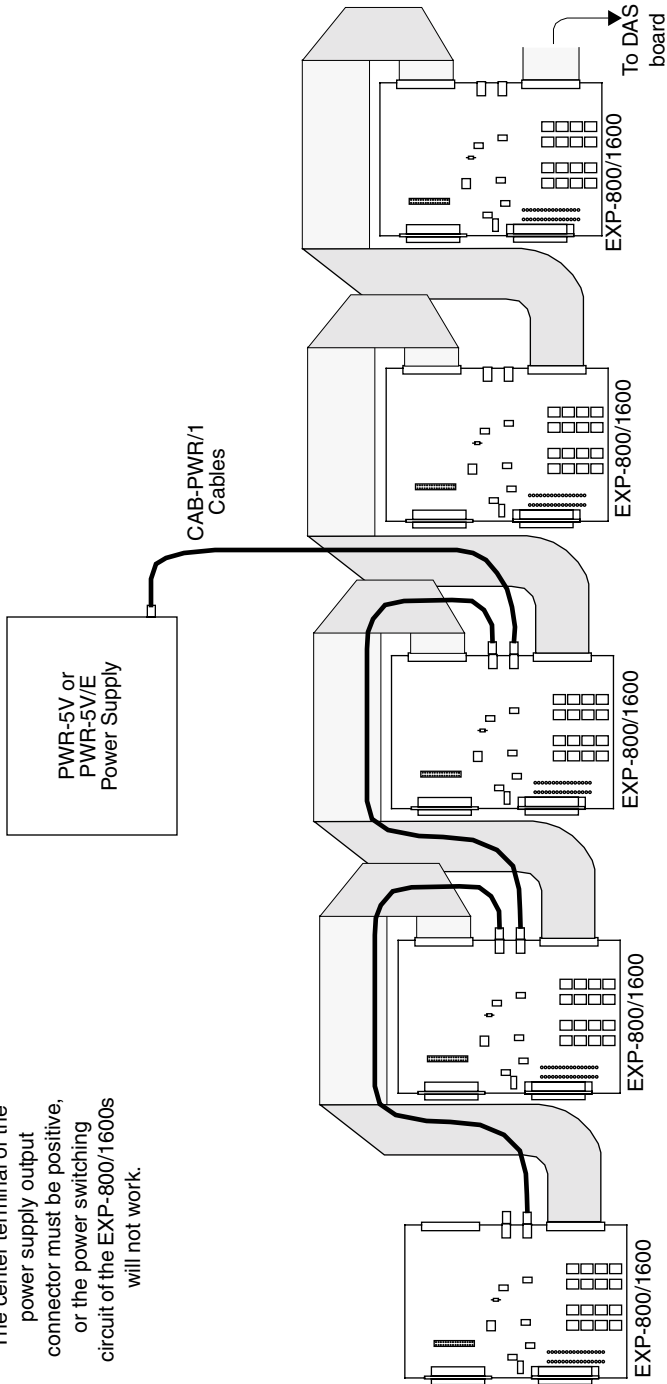 The center terminal of the
power supply output
connector must be positive,
or the power switching
circuit of the EXP-800/1600s
will not work.
PWR-5V or
PWR-5V/E
Power Supply
CAB-PWR/1
Cables
EXP-800/1600
EXP-800/1600
EXP-800/1600
EXP-800/1600
EXP-800/1600
To DAS
board